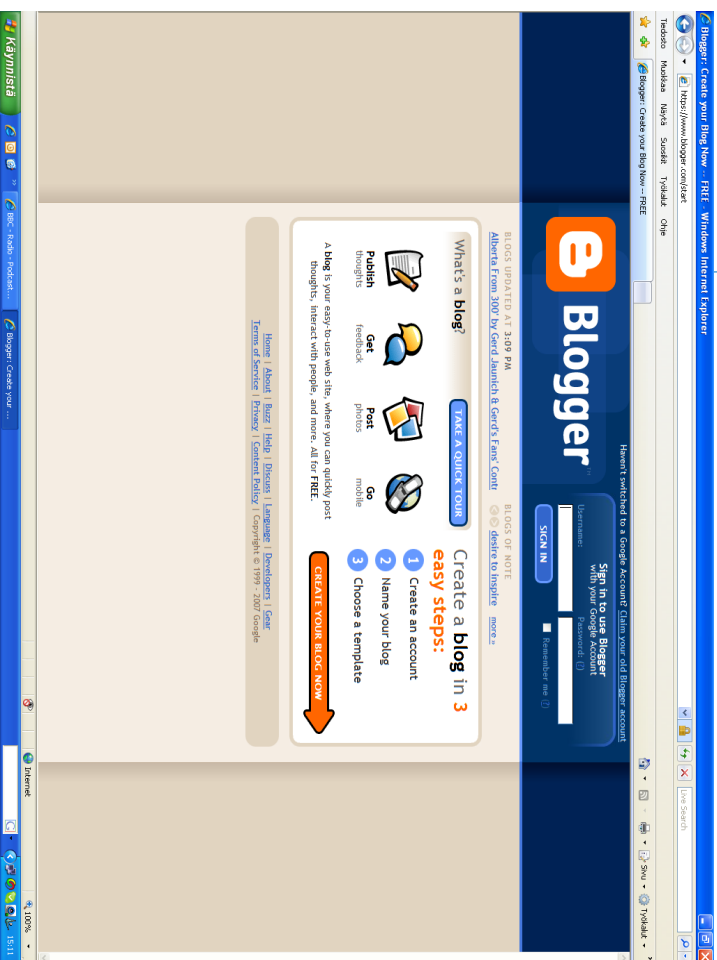 Blogger: Create your Blog Now -- FREE - Windows Internet Explorer
https://www.blogger.com/start
Live Search
Tiedosto Muokkaa Näytä Suosikit Työkalut Ohje
Blogger: Create your Blog Now -- FREE
Sivu Työkalut
Haven't switched to a Google Account? Claim your old Blogger account
Blogger™
Sign in to use Blogger
with your Google Account
Username:
Password: (?)
SIGN IN
Remember me (?)
BLOGS UPDATED AT 3:09 PM
Alberta From 300' by Gerd Jaunich & Gerd's Fans' Contr
BLOGS OF NOTE
desire to inspire more »
What's a blog?
TAKE A QUICK TOUR
Publish
thoughts
Get
feedback
Post
photos
Go
mobile
A blog is your easy-to-use web site, where you can quickly post
thoughts, interact with people, and more. All for FREE.
Create a blog in 3
easy steps:
1 Create an account
2 Name your blog
3 Choose a template
CREATE YOUR BLOG NOW
Home | About | Buzz | Help | Discuss | Language | Developers | Gear
Terms of Service | Privacy | Content Policy | Copyright © 1999 - 2007 Google
Internet
100%
Käynnistä
BBC - Radio - Podcast...
Blogger: Create your ...
15:11